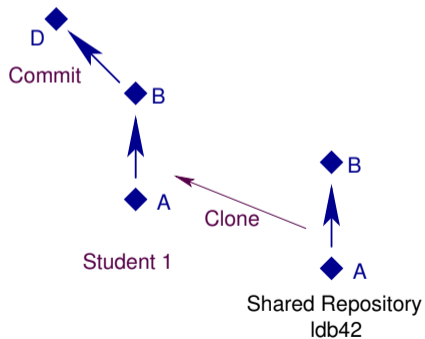 D
Commit
B
A
B
Clone
A
Student 1
Shared Repository
ldb42